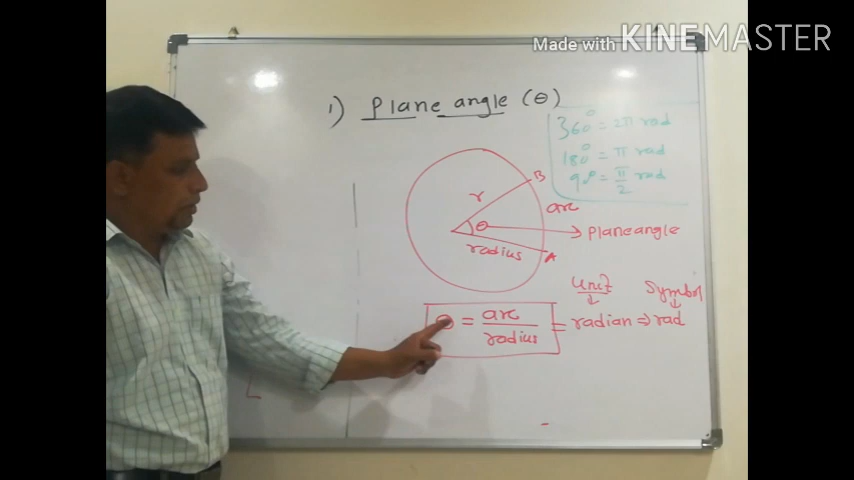 Made with KINEMASTER
1) Plane angle (θ)
360° = 2π rad
180° = π rad
90° = π/2 rad
B
r
arc
θ
plane angle
radius
A
unit
symbol
θ = arc/radius = radian ⇒ rad